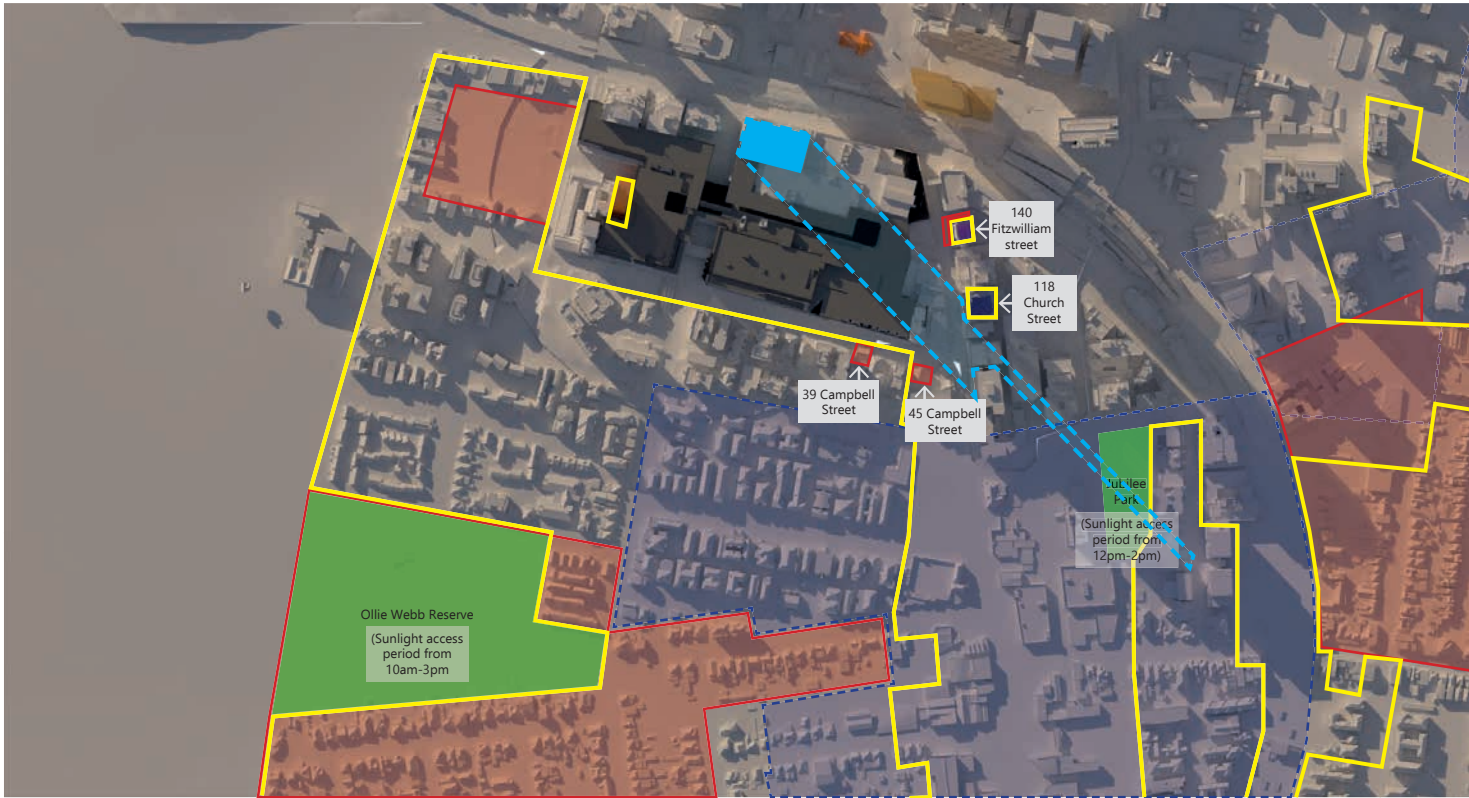 140
Fitzwilliam
street
118
Church
Street
39 Campbell
Street
45 Campbell
Street
Jubilee
Park
(Sunlight access
period from
12pm-2pm)
Ollie Webb Reserve
(Sunlight access
period from
10am-3pm)